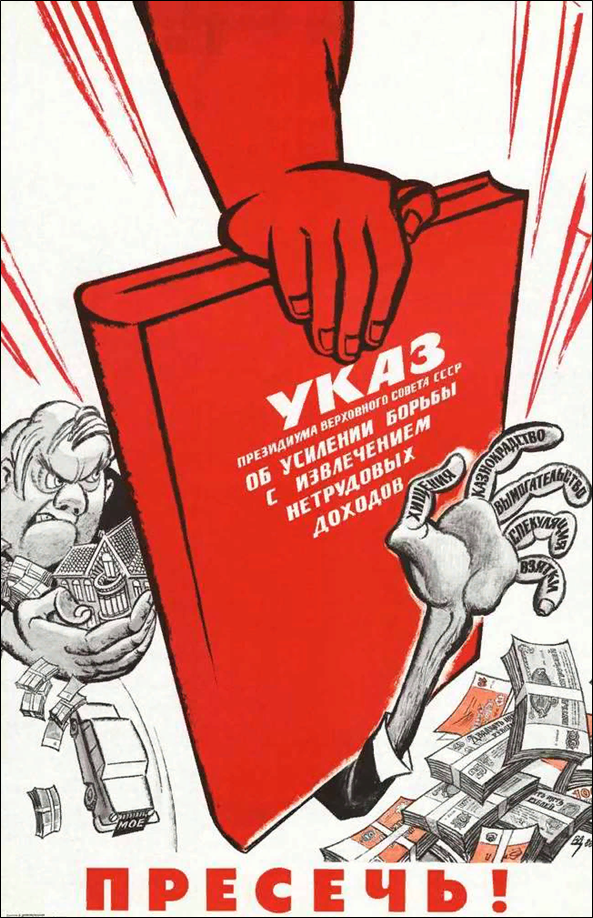 УКАЗ
ПРЕЗИДИУМА ВЕРХОВНОГО СОВЕТА СССР
ОБ УСИЛЕНИИ БОРЬБЫ
С ИЗВЛЕЧЕНИЕМ
НЕТРУДОВЫХ
ДОХОДОВ
ХИЩЕНИЯ
КАЗНОКРАДСТВО
ВЫМОГАТЕЛЬСТВО
СПЕКУЛЯЦИЯ
ВЗЯТКИ
МОЁ
ПРЕСЕЧЬ!